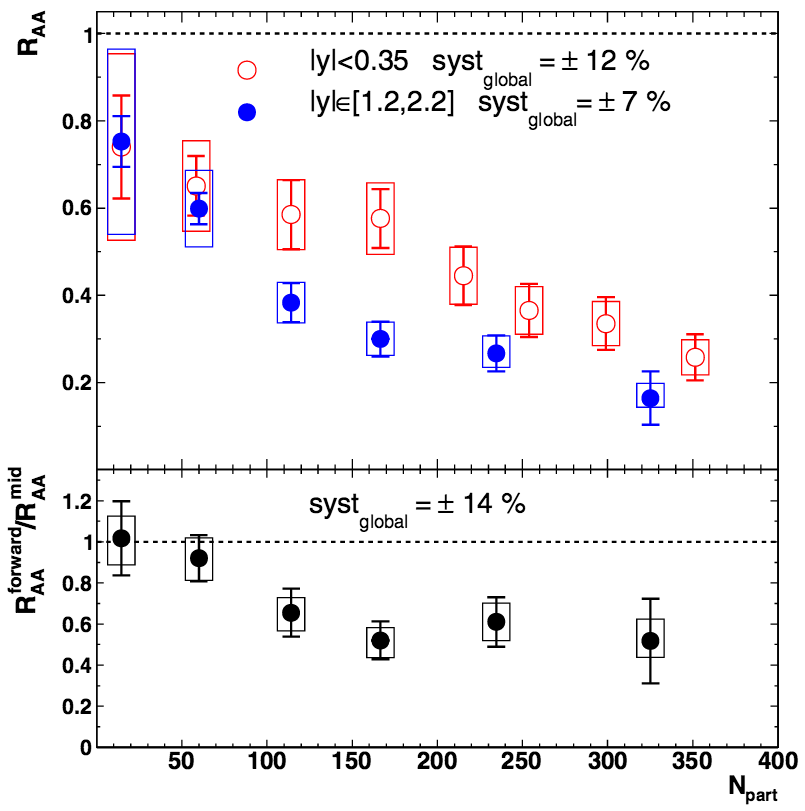 R_AA
1
0.8
0.6
0.4
0.2
|y|<0.35 syst_global = ± 12 %
|y|∈[1.2,2.2] syst_global = ± 7 %
R_AA^forward/R_AA^mid
1.2
1
0.8
0.6
0.4
0.2
0
syst_global = ± 14 %
50 100 150 200 250 300 350 400
N_part